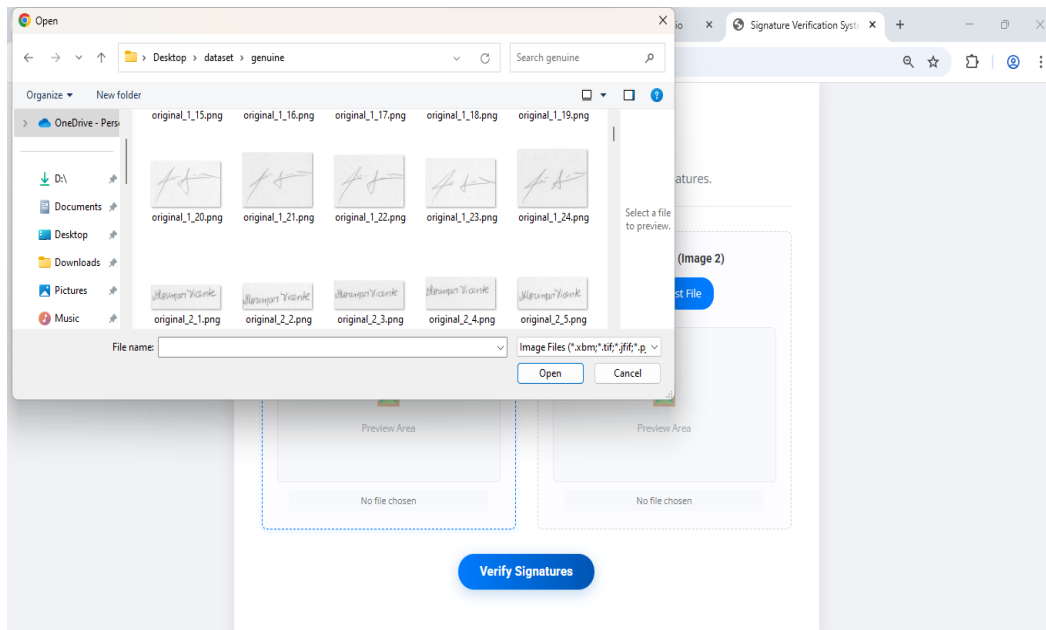 Open
io
Signature Verification Syste
Desktop > dataset > genuine
Search genuine
Organize
New folder
OneDrive - Perso
original_1_15.png original_1_16.png original_1_17.png original_1_18.png original_1_19.png
D:\
Documents
Desktop
Downloads
Pictures
Music
original_1_20.png original_1_21.png original_1_22.png original_1_23.png original_1_24.png
original_2_1.png original_2_2.png original_2_3.png original_2_4.png original_2_5.png
Select a file
to preview.
File name:
Image Files (*.xbm;*.tif;*.jfif;*.p
Open
Cancel
atures.
(Image 2)
st File
Preview Area
Preview Area
No file chosen
No file chosen
Verify Signatures